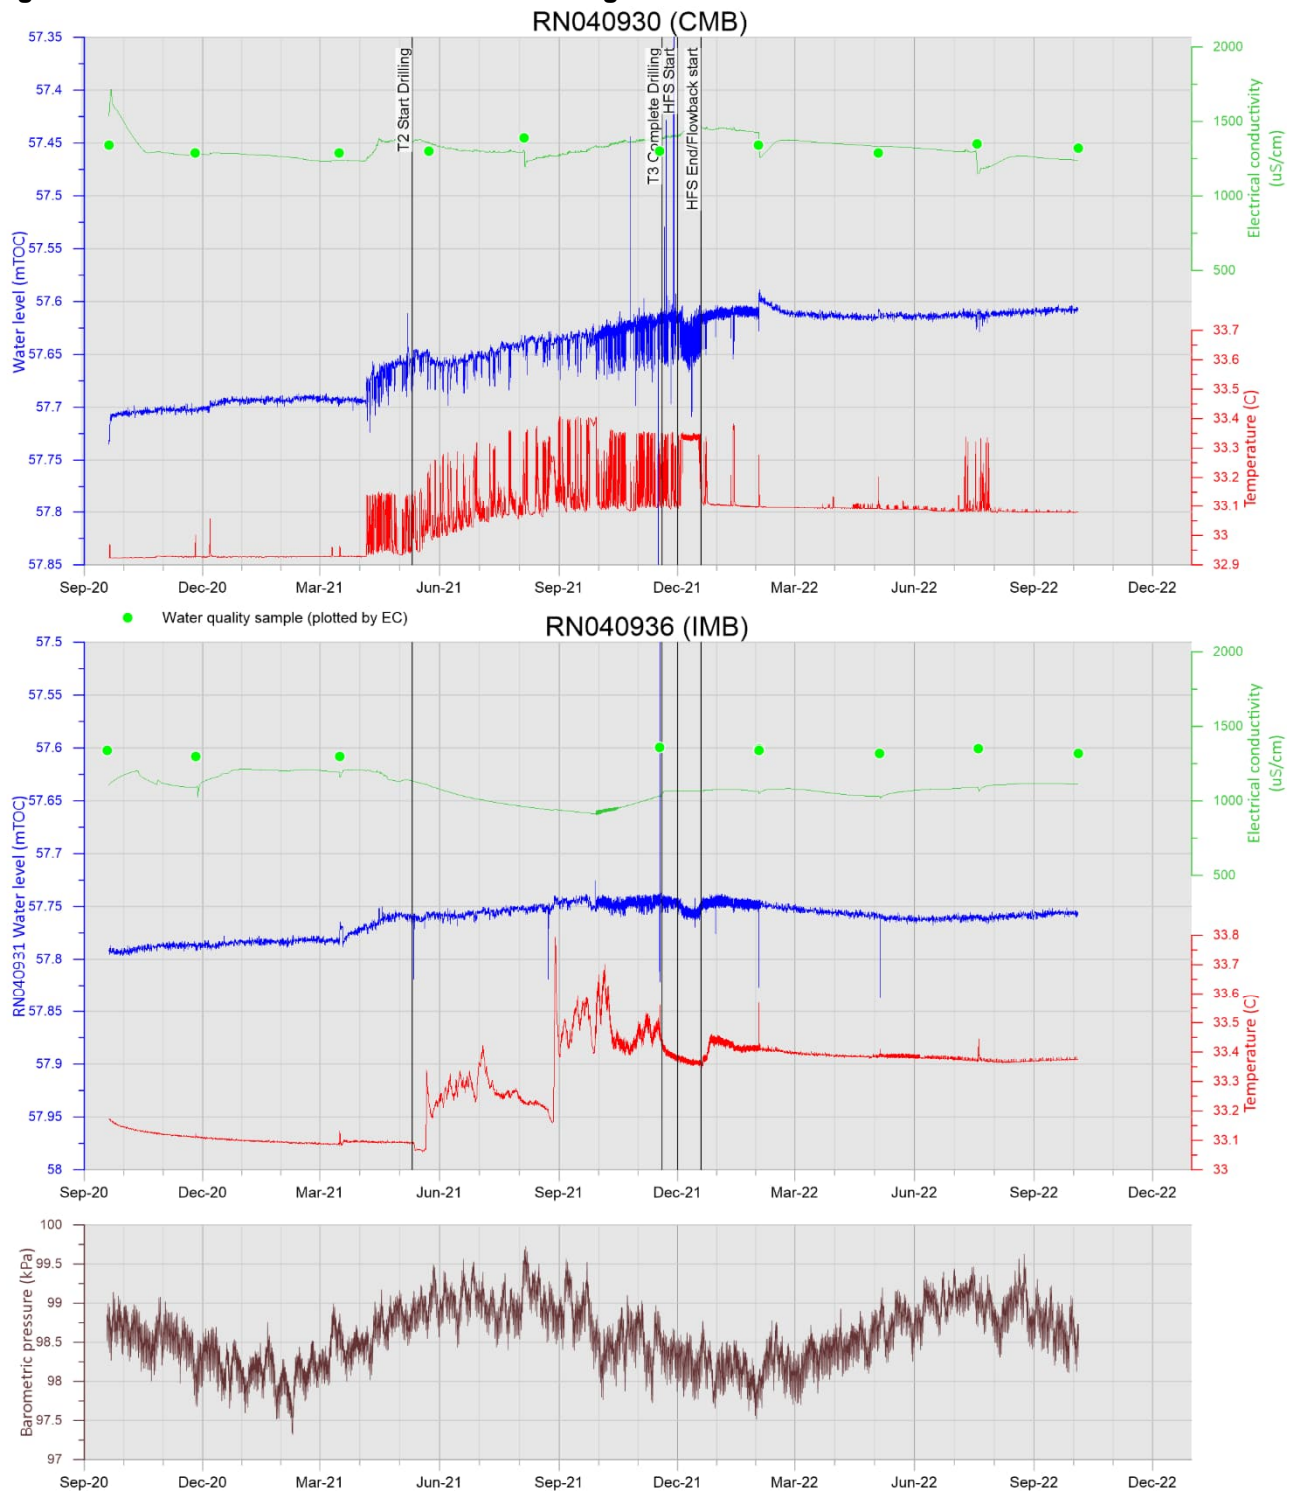 RN040930 (CMB)
57.35
57.4
57.45
57.5
57.55
57.6
57.65
57.7
57.75
57.8
57.85
Water level (mTOC)
T2 Start Drilling
T3 Complete Drilling
HFS Start
HFS End/Flowback start
2000
1500
1000
500
Electrical conductivity
(uS/cm)
33.7
33.6
33.5
33.4
33.3
33.2
33.1
33
32.9
Temperature (C)
Sep-20 Dec-20 Mar-21 Jun-21 Sep-21 Dec-21 Mar-22 Jun-22 Sep-22 Dec-22
Water quality sample (plotted by EC)
RN040936 (IMB)
57.5
57.55
57.6
57.65
57.7
57.75
57.8
57.85
57.9
57.95
58
RN040931 Water level (mTOC)
2000
1500
1000
500
Electrical conductivity
(uS/cm)
33.8
33.7
33.6
33.5
33.4
33.3
33.2
33.1
33
Temperature (C)
Sep-20 Dec-20 Mar-21 Jun-21 Sep-21 Dec-21 Mar-22 Jun-22 Sep-22 Dec-22
100
99.5
99
98.5
98
97.5
97
Barometric pressure (kPa)
Sep-20 Dec-20 Mar-21 Jun-21 Sep-21 Dec-21 Mar-22 Jun-22 Sep-22 Dec-22